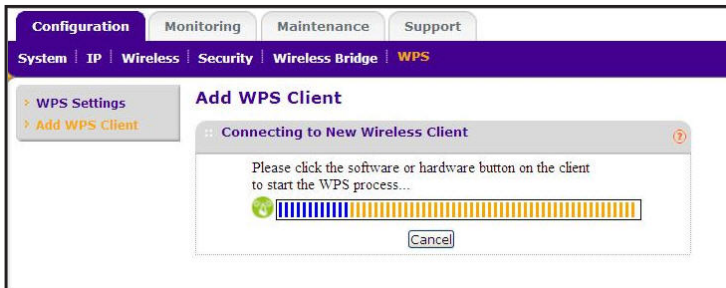 Configuration Monitoring Maintenance Support
System IP Wireless Security Wireless Bridge WPS
WPS Settings
Add WPS Client
Add WPS Client
Connecting to New Wireless Client ?
Please click the software or hardware button on the client
to start the WPS process...
Cancel